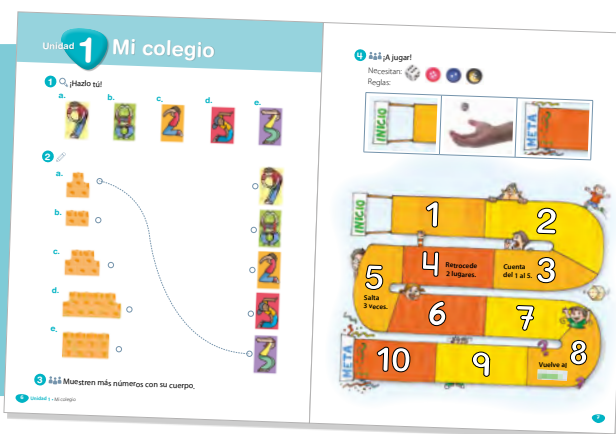 Unidad 1 Mi colegio
1 ¡Hazlo tú!
a. b. c. d. e.
2
a.
b.
c.
d.
e.
3 Muestren más números con su cuerpo.
6 Unidad 1 • Mi colegio
4 ¡A jugar!
Necesitan:
Reglas:
INICIO
META
INICIO
1 2
5 4 Retrocede 2 lugares. Cuenta del 1 al 5. 3
Salta
3 veces.
6 7
META
10 9 8
Vuelve al
7